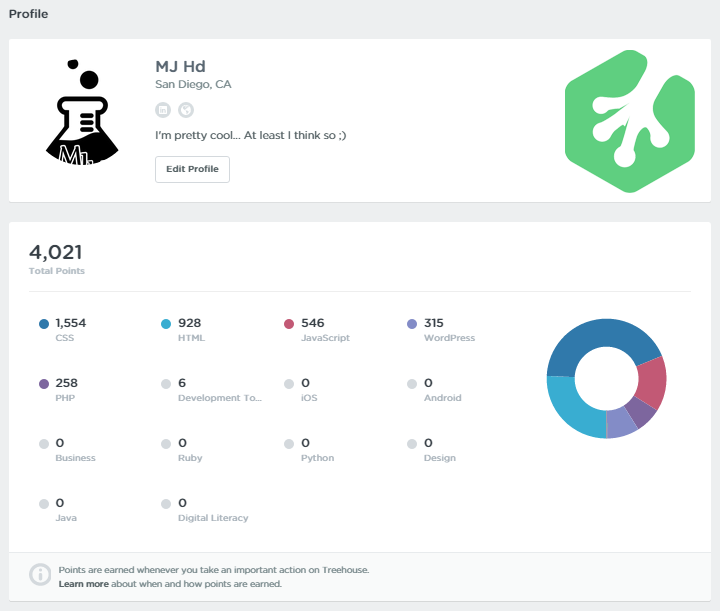 Profile
MJ Hd
San Diego, CA
I'm pretty cool... At least I think so ;)
Edit Profile
4,021
Total Points
1,554
CSS
928
HTML
546
JavaScript
315
WordPress
258
PHP
6
Development To...
0
iOS
0
Android
0
Business
0
Ruby
0
Python
0
Design
0
Java
0
Digital Literacy
Points are earned whenever you take an important action on Treehouse.
Learn more about when and how points are earned.